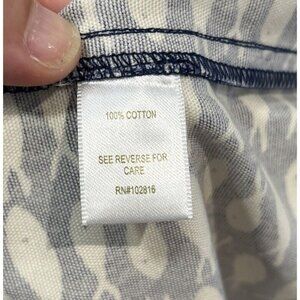 100% COTTON
SEE REVERSE FOR
CARE
RN#102816